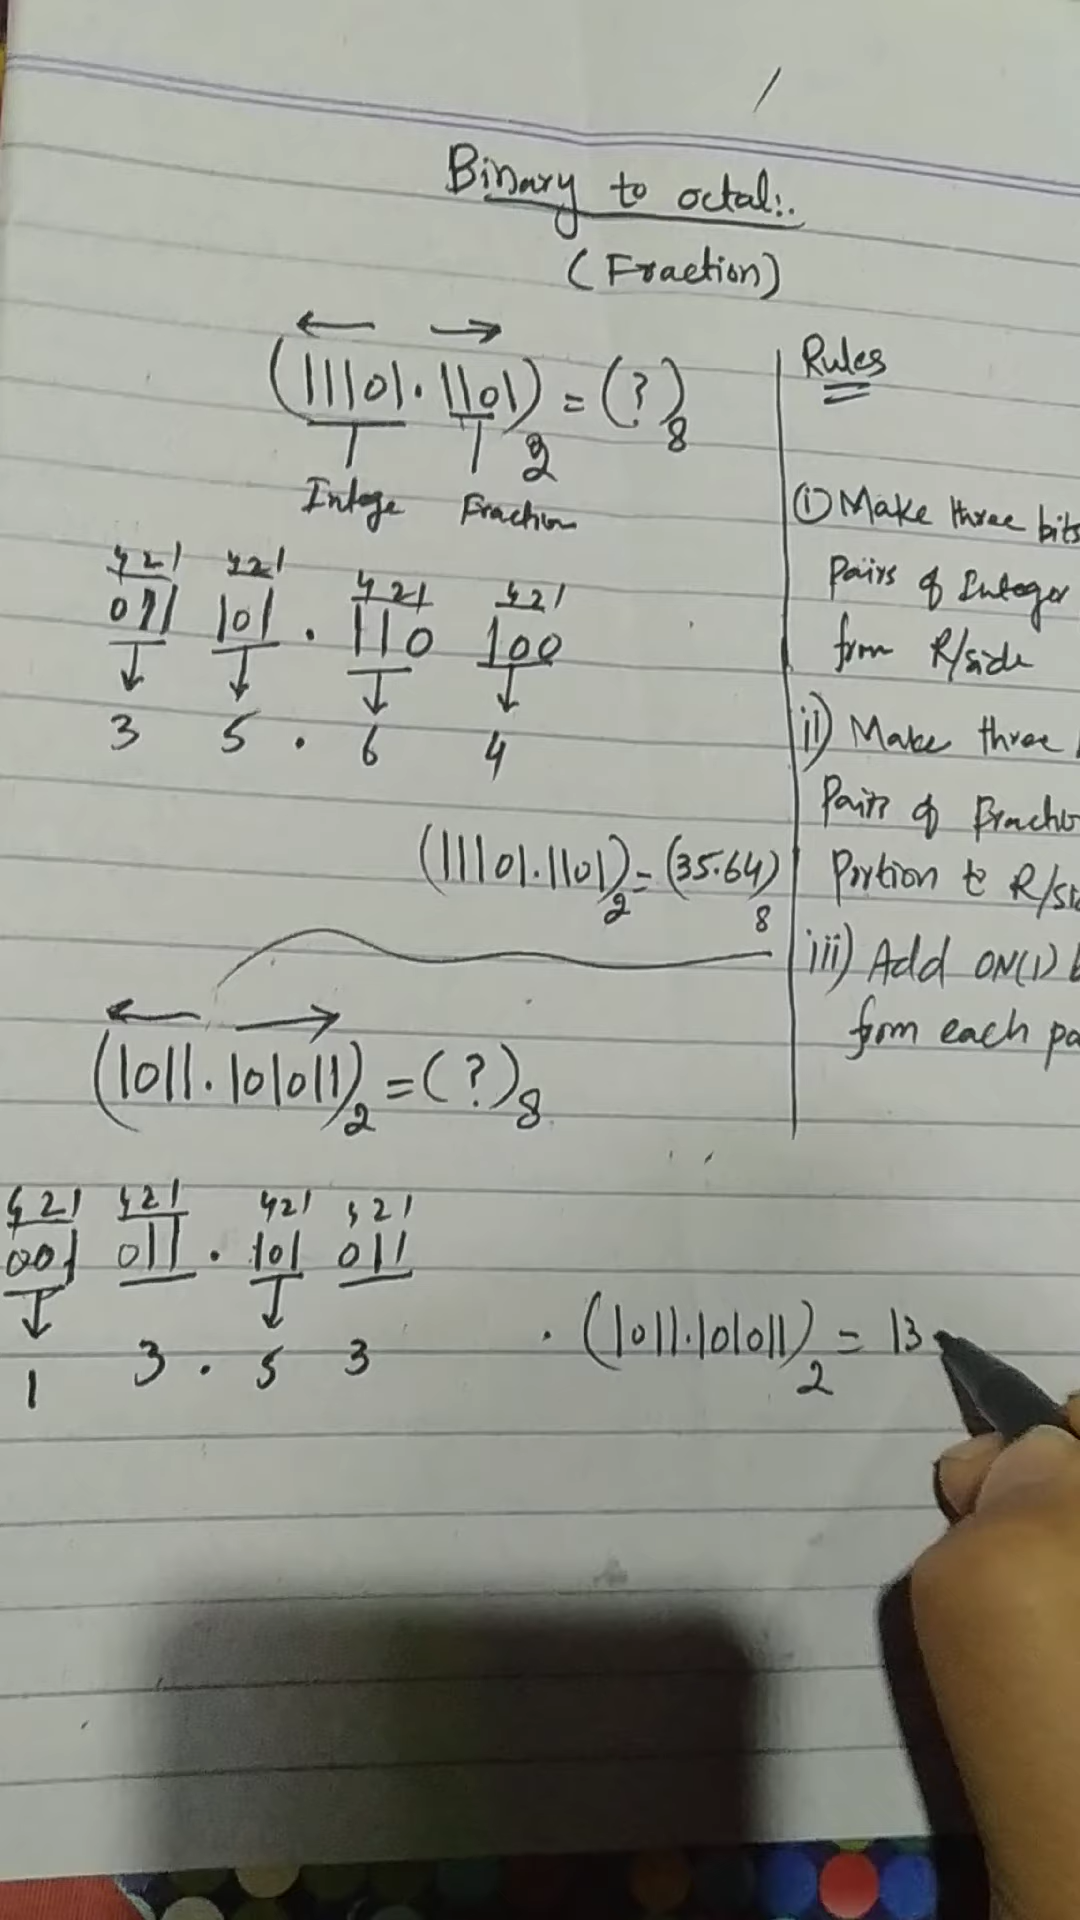 Binary to octal:.
(Fraction)
(11101.1101)2 = (?)8
Intege Fraction
421 421 421 421
011 101 . 110 100
3 5 . 6 4
(11101.1101)2 = (35.64)8
(1011.101011)2 = (?)8
421 421 421 421
001 011 . 101 011
1 3 . 5 3
(1011.101011)2 = 13
Rules
(i) Make three bits
Pairs of Integer
from R/side
ii) Make three
Pairs of
Portion to
iii) Add ON(1)
from each